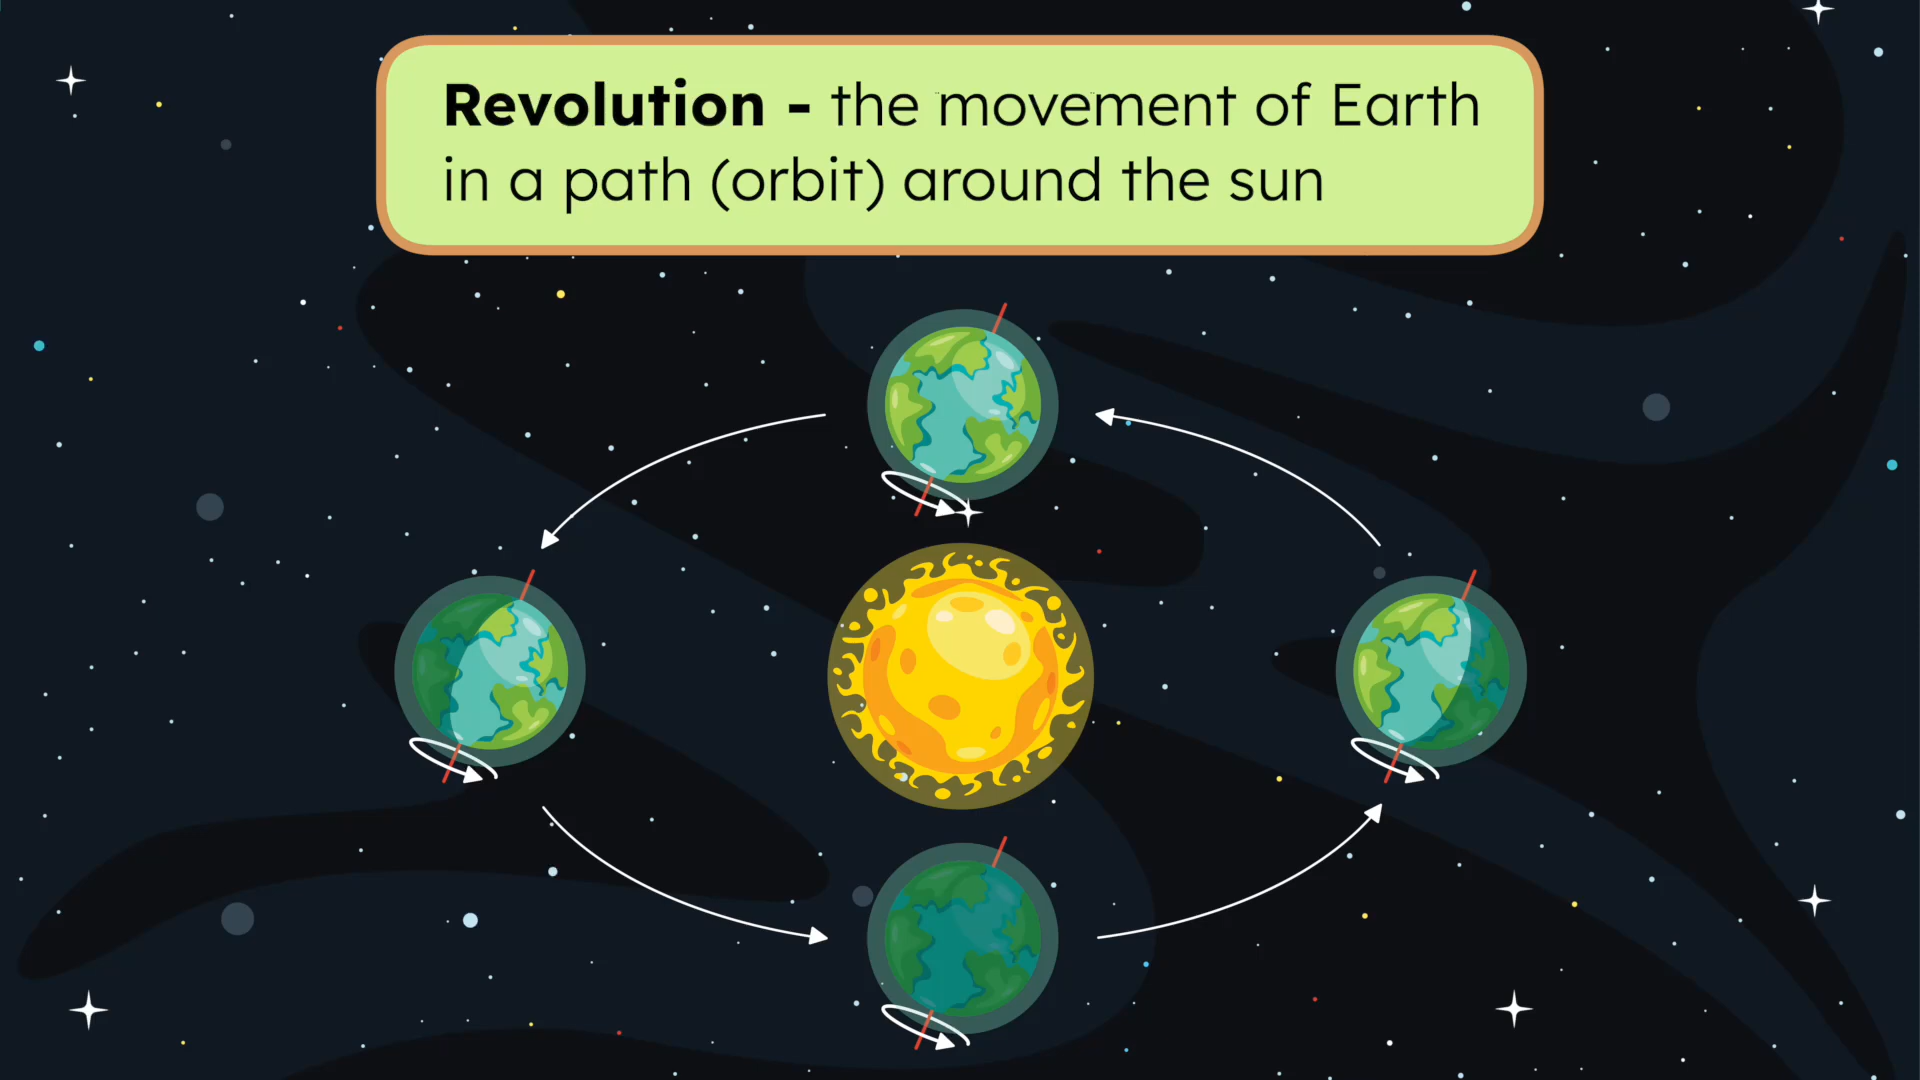 Revolution - the movement of Earth
in a path (orbit) around the sun